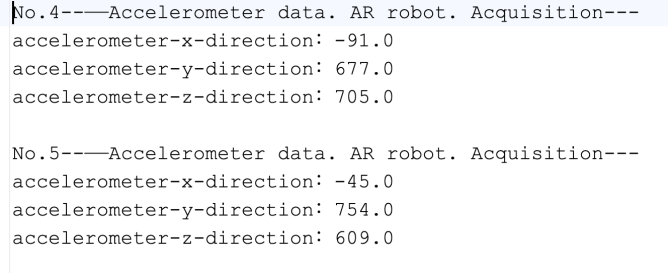 No.4--——Accelerometer data. AR robot. Acquisition---
accelerometer-x-direction: -91.0
accelerometer-y-direction: 677.0
accelerometer-z-direction: 705.0
No.5--——Accelerometer data. AR robot. Acquisition---
accelerometer-x-direction: -45.0
accelerometer-y-direction: 754.0
accelerometer-z-direction: 609.0